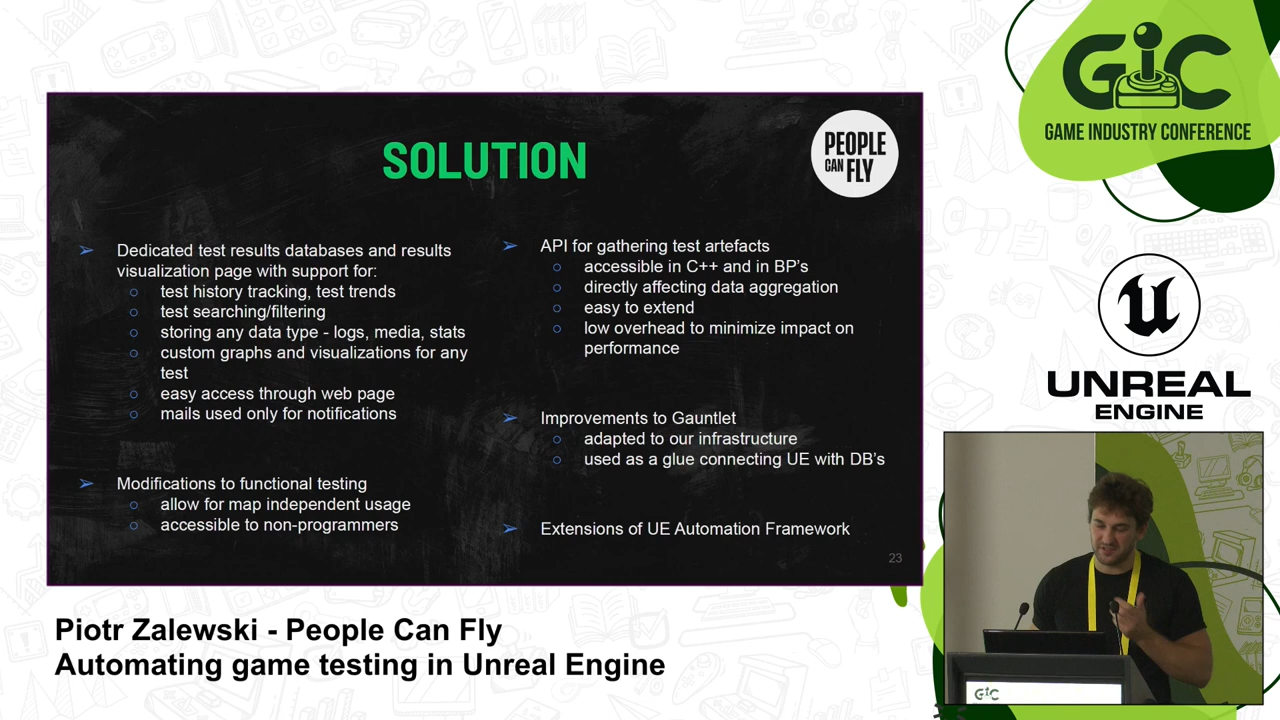 SOLUTION
PEOPLE
CAN FLY
➢ Dedicated test results databases and results
visualization page with support for:
○ test history tracking, test trends
○ test searching/filtering
○ storing any data type - logs, media, stats
○ custom graphs and visualizations for any
test
○ easy access through web page
○ mails used only for notifications
➢ Modifications to functional testing
○ allow for map independent usage
○ accessible to non-programmers
➢ API for gathering test artefacts
○ accessible in C++ and in BP's
○ directly affecting data aggregation
○ easy to extend
○ low overhead to minimize impact on
performance
➢ Improvements to Gauntlet
○ adapted to our infrastructure
○ used as a glue connecting UE with DB's
➢ Extensions of UE Automation Framework
23
GIC
GAME INDUSTRY CONFERENCE
UNREAL
ENGINE
GIC
Piotr Zalewski - People Can Fly
Automating game testing in Unreal Engine